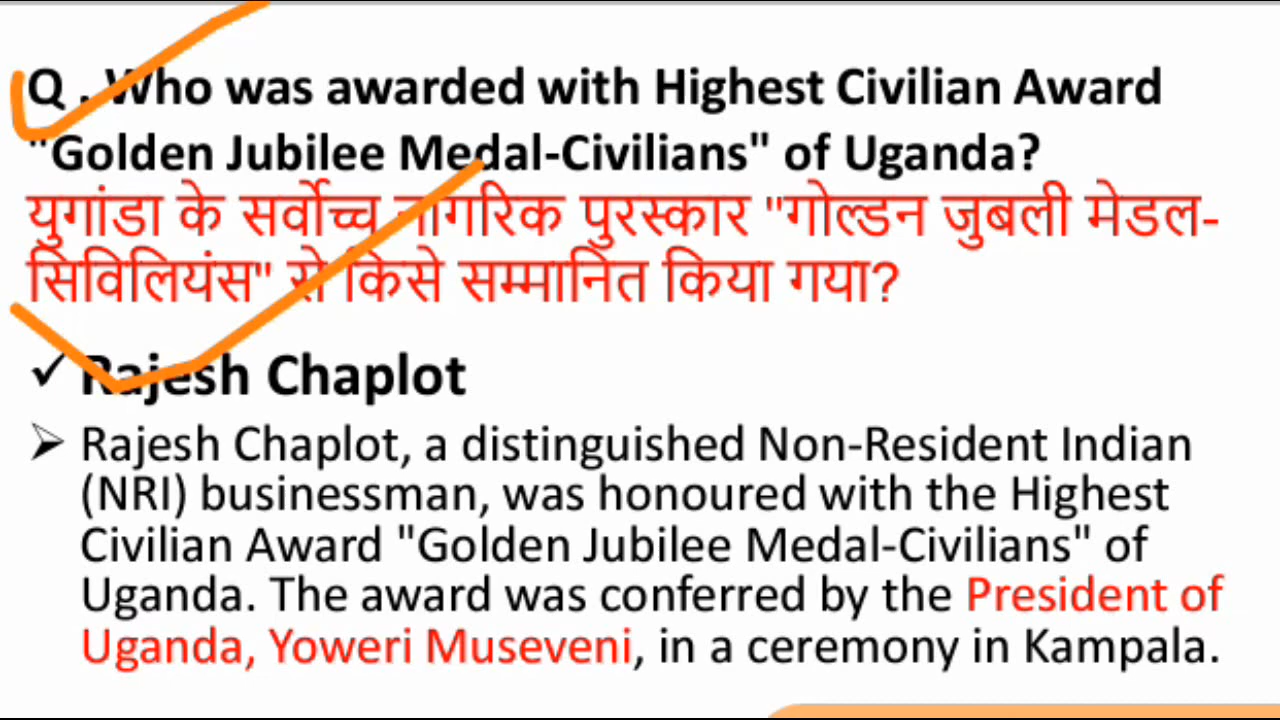 Q . Who was awarded with Highest Civilian Award
"Golden Jubilee Medal-Civilians" of Uganda?
युगांडा के सर्वोच्च नागरिक पुरस्कार "गोल्डन जुबली मेडल-
सिविलियंस" से किसे सम्मानित किया गया?
✓ Rajesh Chaplot
➢ Rajesh Chaplot, a distinguished Non-Resident Indian
(NRI) businessman, was honoured with the Highest
Civilian Award "Golden Jubilee Medal-Civilians" of
Uganda. The award was conferred by the President of
Uganda, Yoweri Museveni, in a ceremony in Kampala.